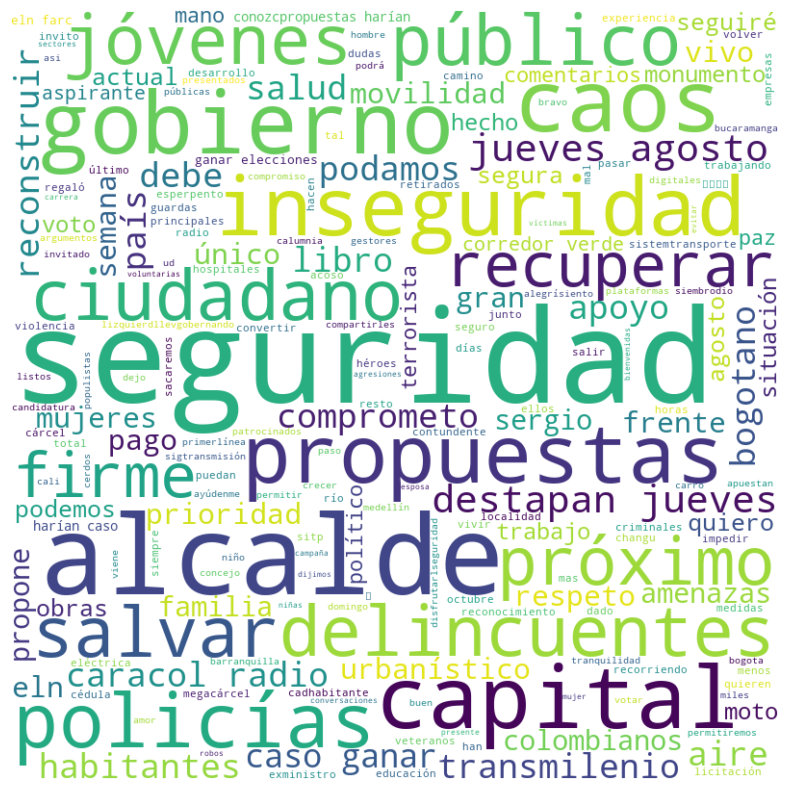 eln farc
mano
conozcpropuestas harían
experiencia
invito
sectores
jóvenes
público
seguiré
volver
asi
hombre
dudas
actual
presentados
desarrollo
podrá
camino
vivo
aspirante
públicas
salud
movilidad
comentarios
monumento
empresas
gobierno
caos
tal
hecho
bravo
reconstruir
último
ganar elecciones
bucaramanga
regaló
compromiso
debe
podamos
jueves agosto
pasar
trabajando
carrera
esperpento
hacen
retirados
segura
mal
digitales
voto
semana
país
guardas
principales
inseguridad
evitar
argumentos
radio
calumnia
gestores
víctimas
invitado
ud
único
libro
corredor verde
sistemtransporte
paz
voluntarias
hospitales
acoso
recuperar
ciudadano
gran
apoyo
alegrísiento
plataformas
siembrodio
violencia
lizquierdllevgobernando
convertir
compartirles
terrorista
junto
seguro
agosto
situación
listos
populistas
dejo
sacaremos
héroes
días
salir
bogotano
seguridad
agresiones
resto
bienvenidas
candidatura
mujeres
cárcel
total
patrocinados
comprometo
ellos
sergio
horas
frente
primerlínea
pago
sigtransmisión
contundente
cali
cerdos
puedan
paso
carro
apuestan
firme
propuestas
ayúdenme
permitir
crecer
río
medellín
esposa
podemos
prioridad
localidad
destapan jueves
harían caso
sitp
vivir
trabajo
criminales
quiero
viene
siempre
niño
concejo
campaña
político
changu
impedir
alcalde
próximo
disfrutarlseguridad
niñas
dijimos
mas
propone
obras
familia
domingo
octubre
dado
medidas
respeto
amenazas
reconocimiento
salvar
delincuentes
eléctrica
barranquilla
tranquilidad
bogota
caracol radio
urbanístico
recorriendo
menos
quieren
eln
cédula
megacárcel
cadhabitante
capital
miles
moto
amor
conversaciones
mujer
votar
policías
buen
presente
permitiremos
robos
veteranos
han
colombianos
habitantes
caso ganar
transmilenio
aire
exministro
educación
licitación